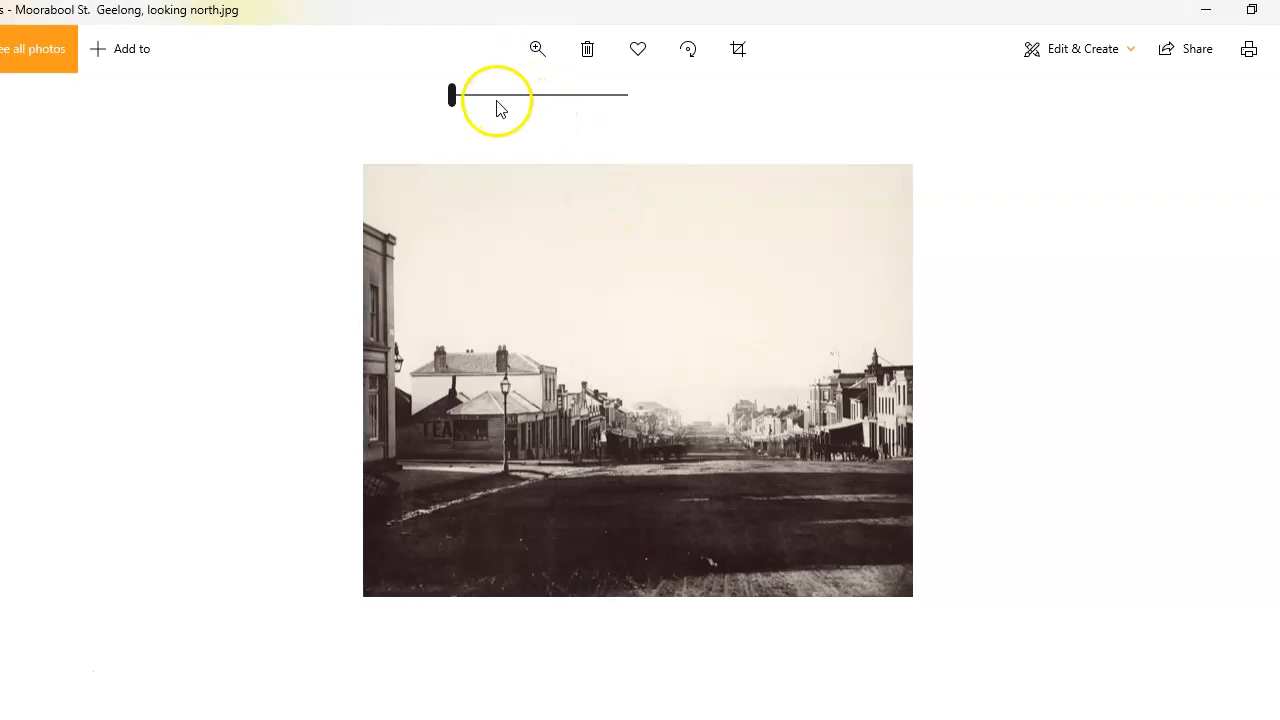 s - Moorabool St.  Geelong, looking north.jpg
ee all photos
Add to
Edit & Create
Share
TEA